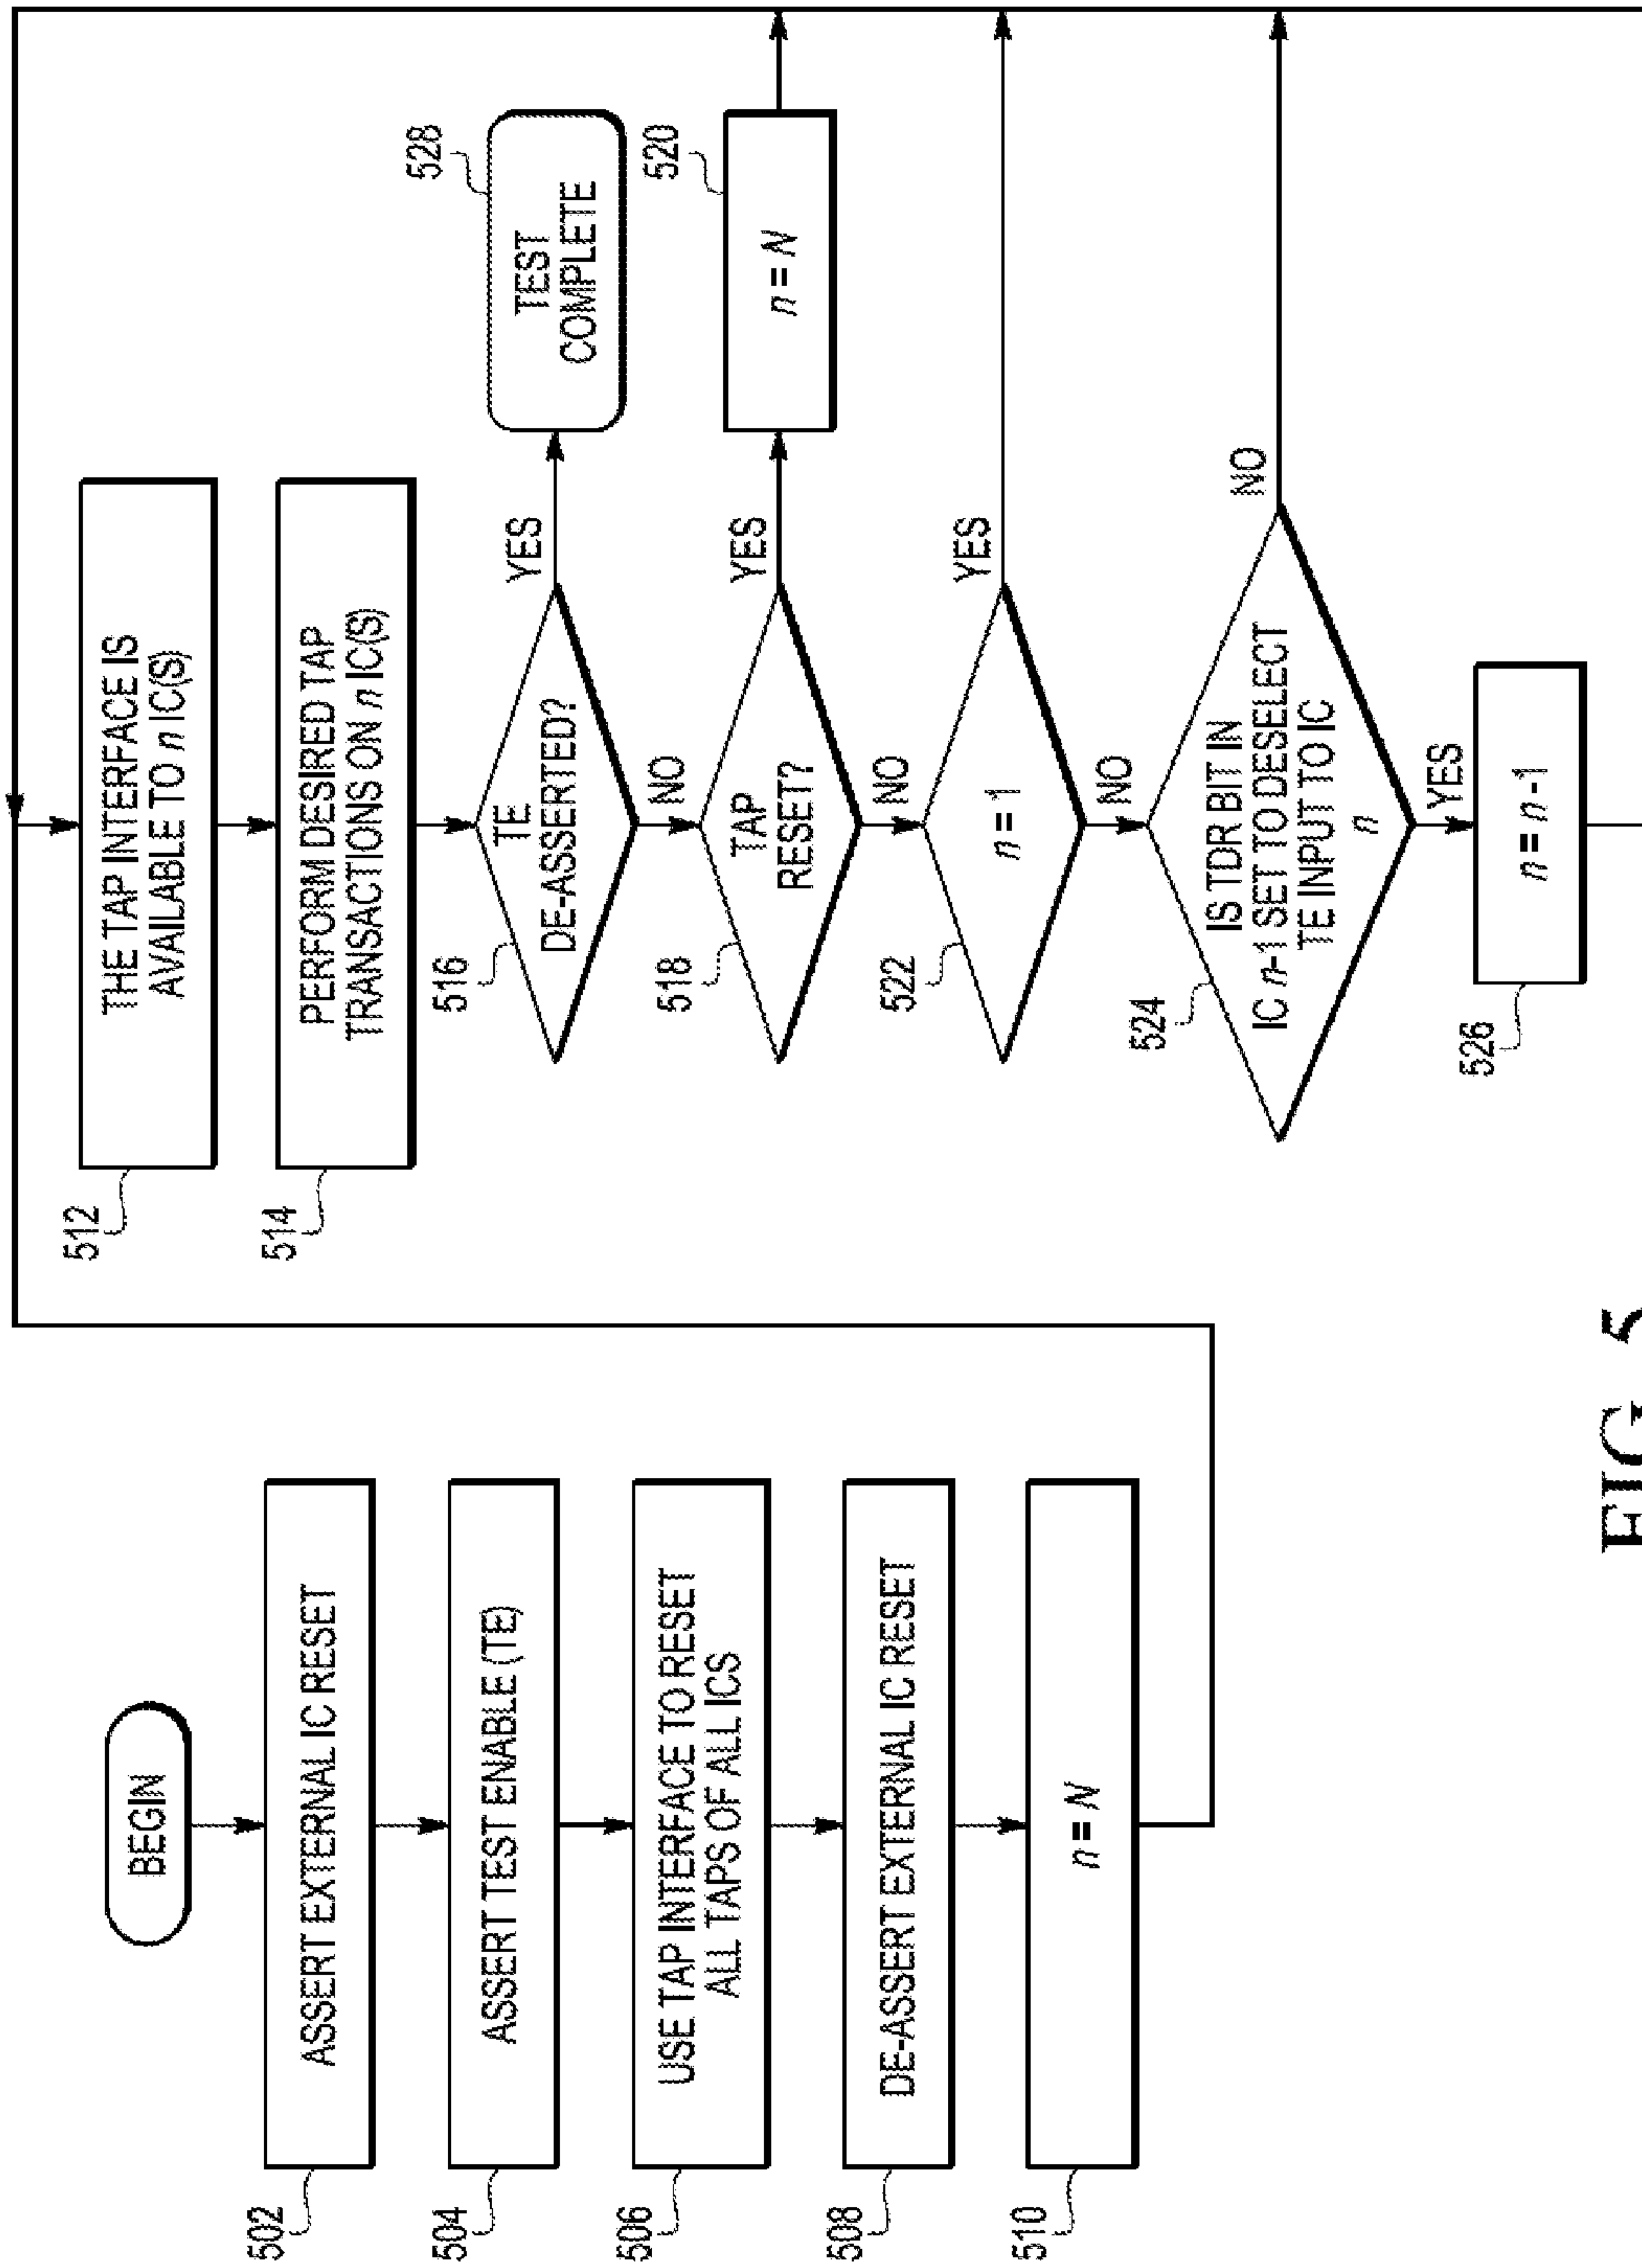 BEGIN
502
ASSERT EXTERNAL IC RESET
504
ASSERT TEST ENABLE (TE)
506
USE TAP INTERFACE TO RESET
ALL TAPS OF ALL ICS
508
DE-ASSERT EXTERNAL IC RESET
510
n = N
512
THE TAP INTERFACE IS
AVAILABLE TO n IC(S)
514
PERFORM DESIRED TAP
TRANSACTIONS ON n IC(S)
516
TE
DE-ASSERTED?
YES
528
TEST
COMPLETE
NO
518
TAP
RESET?
YES
520
n = N
NO
522
n = 1
YES
NO
524
IS TDR BIT IN
IC n-1 SET TO DESELECT
TE INPUT TO IC
n
NO
YES
526
n = n-1
FIG. 5